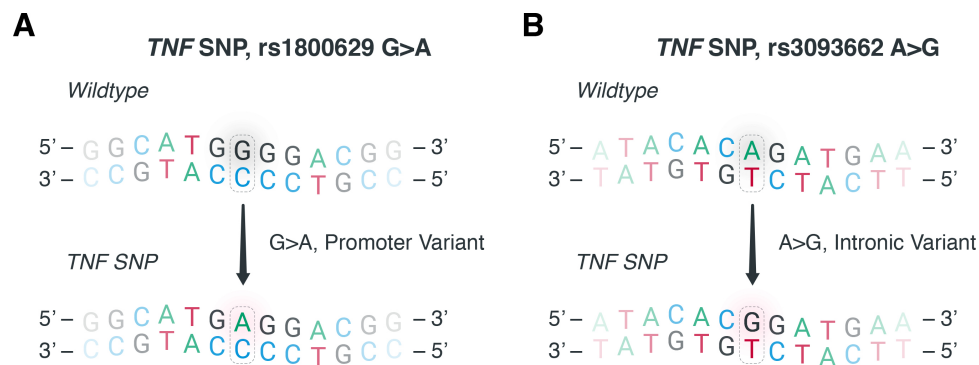 A
TNF SNP, rs1800629 G>A
Wildtype
5’ – G G C A T G G G G A C G G – 3’
3’ – C C G T A C C C C T G C C – 5’
G>A, Promoter Variant
TNF SNP
5’ – G G C A T G A G G A C G G – 3’
3’ – C C G T A C C C C T G C C – 5’
B
TNF SNP, rs3093662 A>G
Wildtype
5’ – A T A C A C A G A T G A A – 3’
3’ – T A T G T G T C T A C T T – 5’
A>G, Intronic Variant
TNF SNP
5’ – A T A C A C G G A T G A A – 3’
3’ – T A T G T G T C T A C T T – 5’